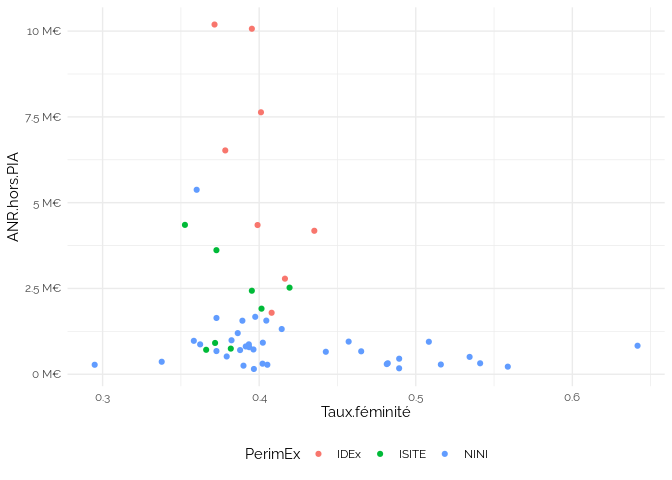 10 M€
7.5 M€
5 M€
2.5 M€
0 M€
ANR.hors.PIA
0.3 0.4 0.5 0.6
Taux.féminité
PerimEx IDEx ISITE NINI